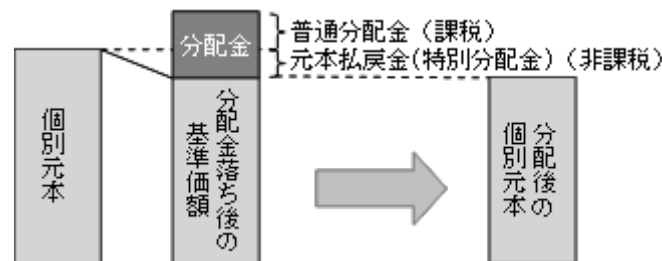 分配金
普通分配金（課税）
元本払戻金(特別分配金)（非課税）
個別元本
分配金落ち後の
基準価額
分配後の
個別元本